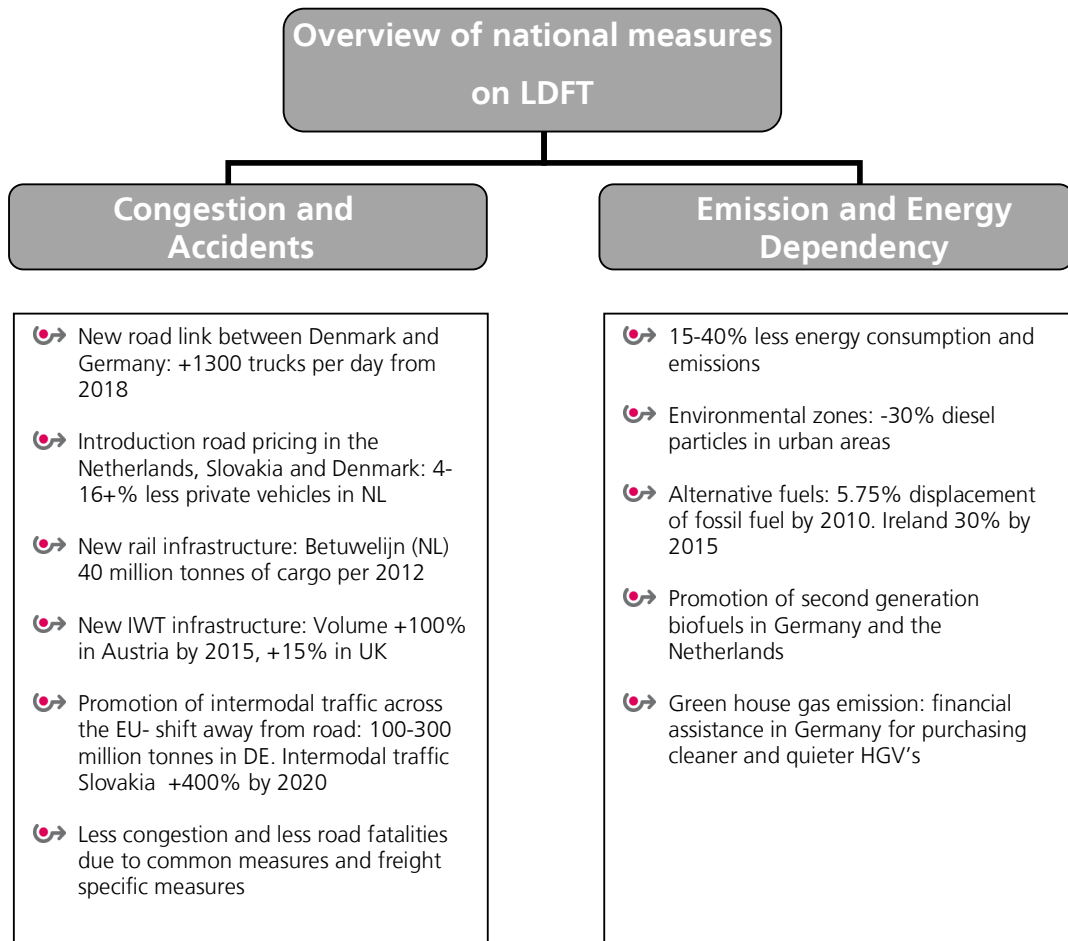 Overview of national measures
on LDFT
Congestion and
Accidents
New road link between Denmark and
Germany: +1300 trucks per day from
2018
Introduction road pricing in the
Netherlands, Slovakia and Denmark: 4-
16+% less private vehicles in NL
New rail infrastructure: Betuwelijn (NL)
40 million tonnes of cargo per 2012
New IWT infrastructure: Volume +100%
in Austria by 2015, +15% in UK
Promotion of intermodal traffic across
the EU- shift away from road: 100-300
million tonnes in DE. Intermodal traffic
Slovakia +400% by 2020
Less congestion and less road fatalities
due to common measures and freight
specific measures
Emission and Energy
Dependency
15-40% less energy consumption and
emissions
Environmental zones: -30% diesel
particles in urban areas
Alternative fuels: 5.75% displacement
of fossil fuel by 2010. Ireland 30% by
2015
Promotion of second generation
biofuels in Germany and the
Netherlands
Green house gas emission: financial
assistance in Germany for purchasing
cleaner and quieter HGV's